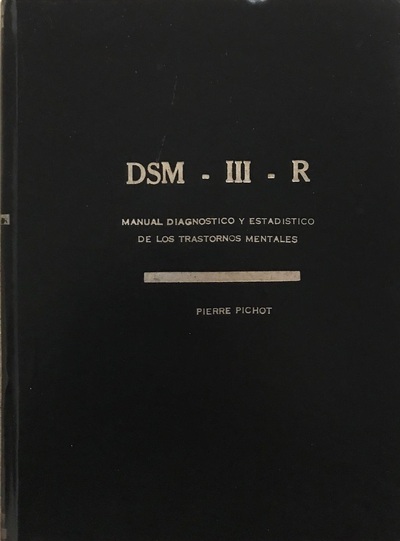 DSM - III - R
MANUAL DIAGNOSTICO Y ESTADISTICO
DE LOS TRASTORNOS MENTALES
PIERRE PICHOT